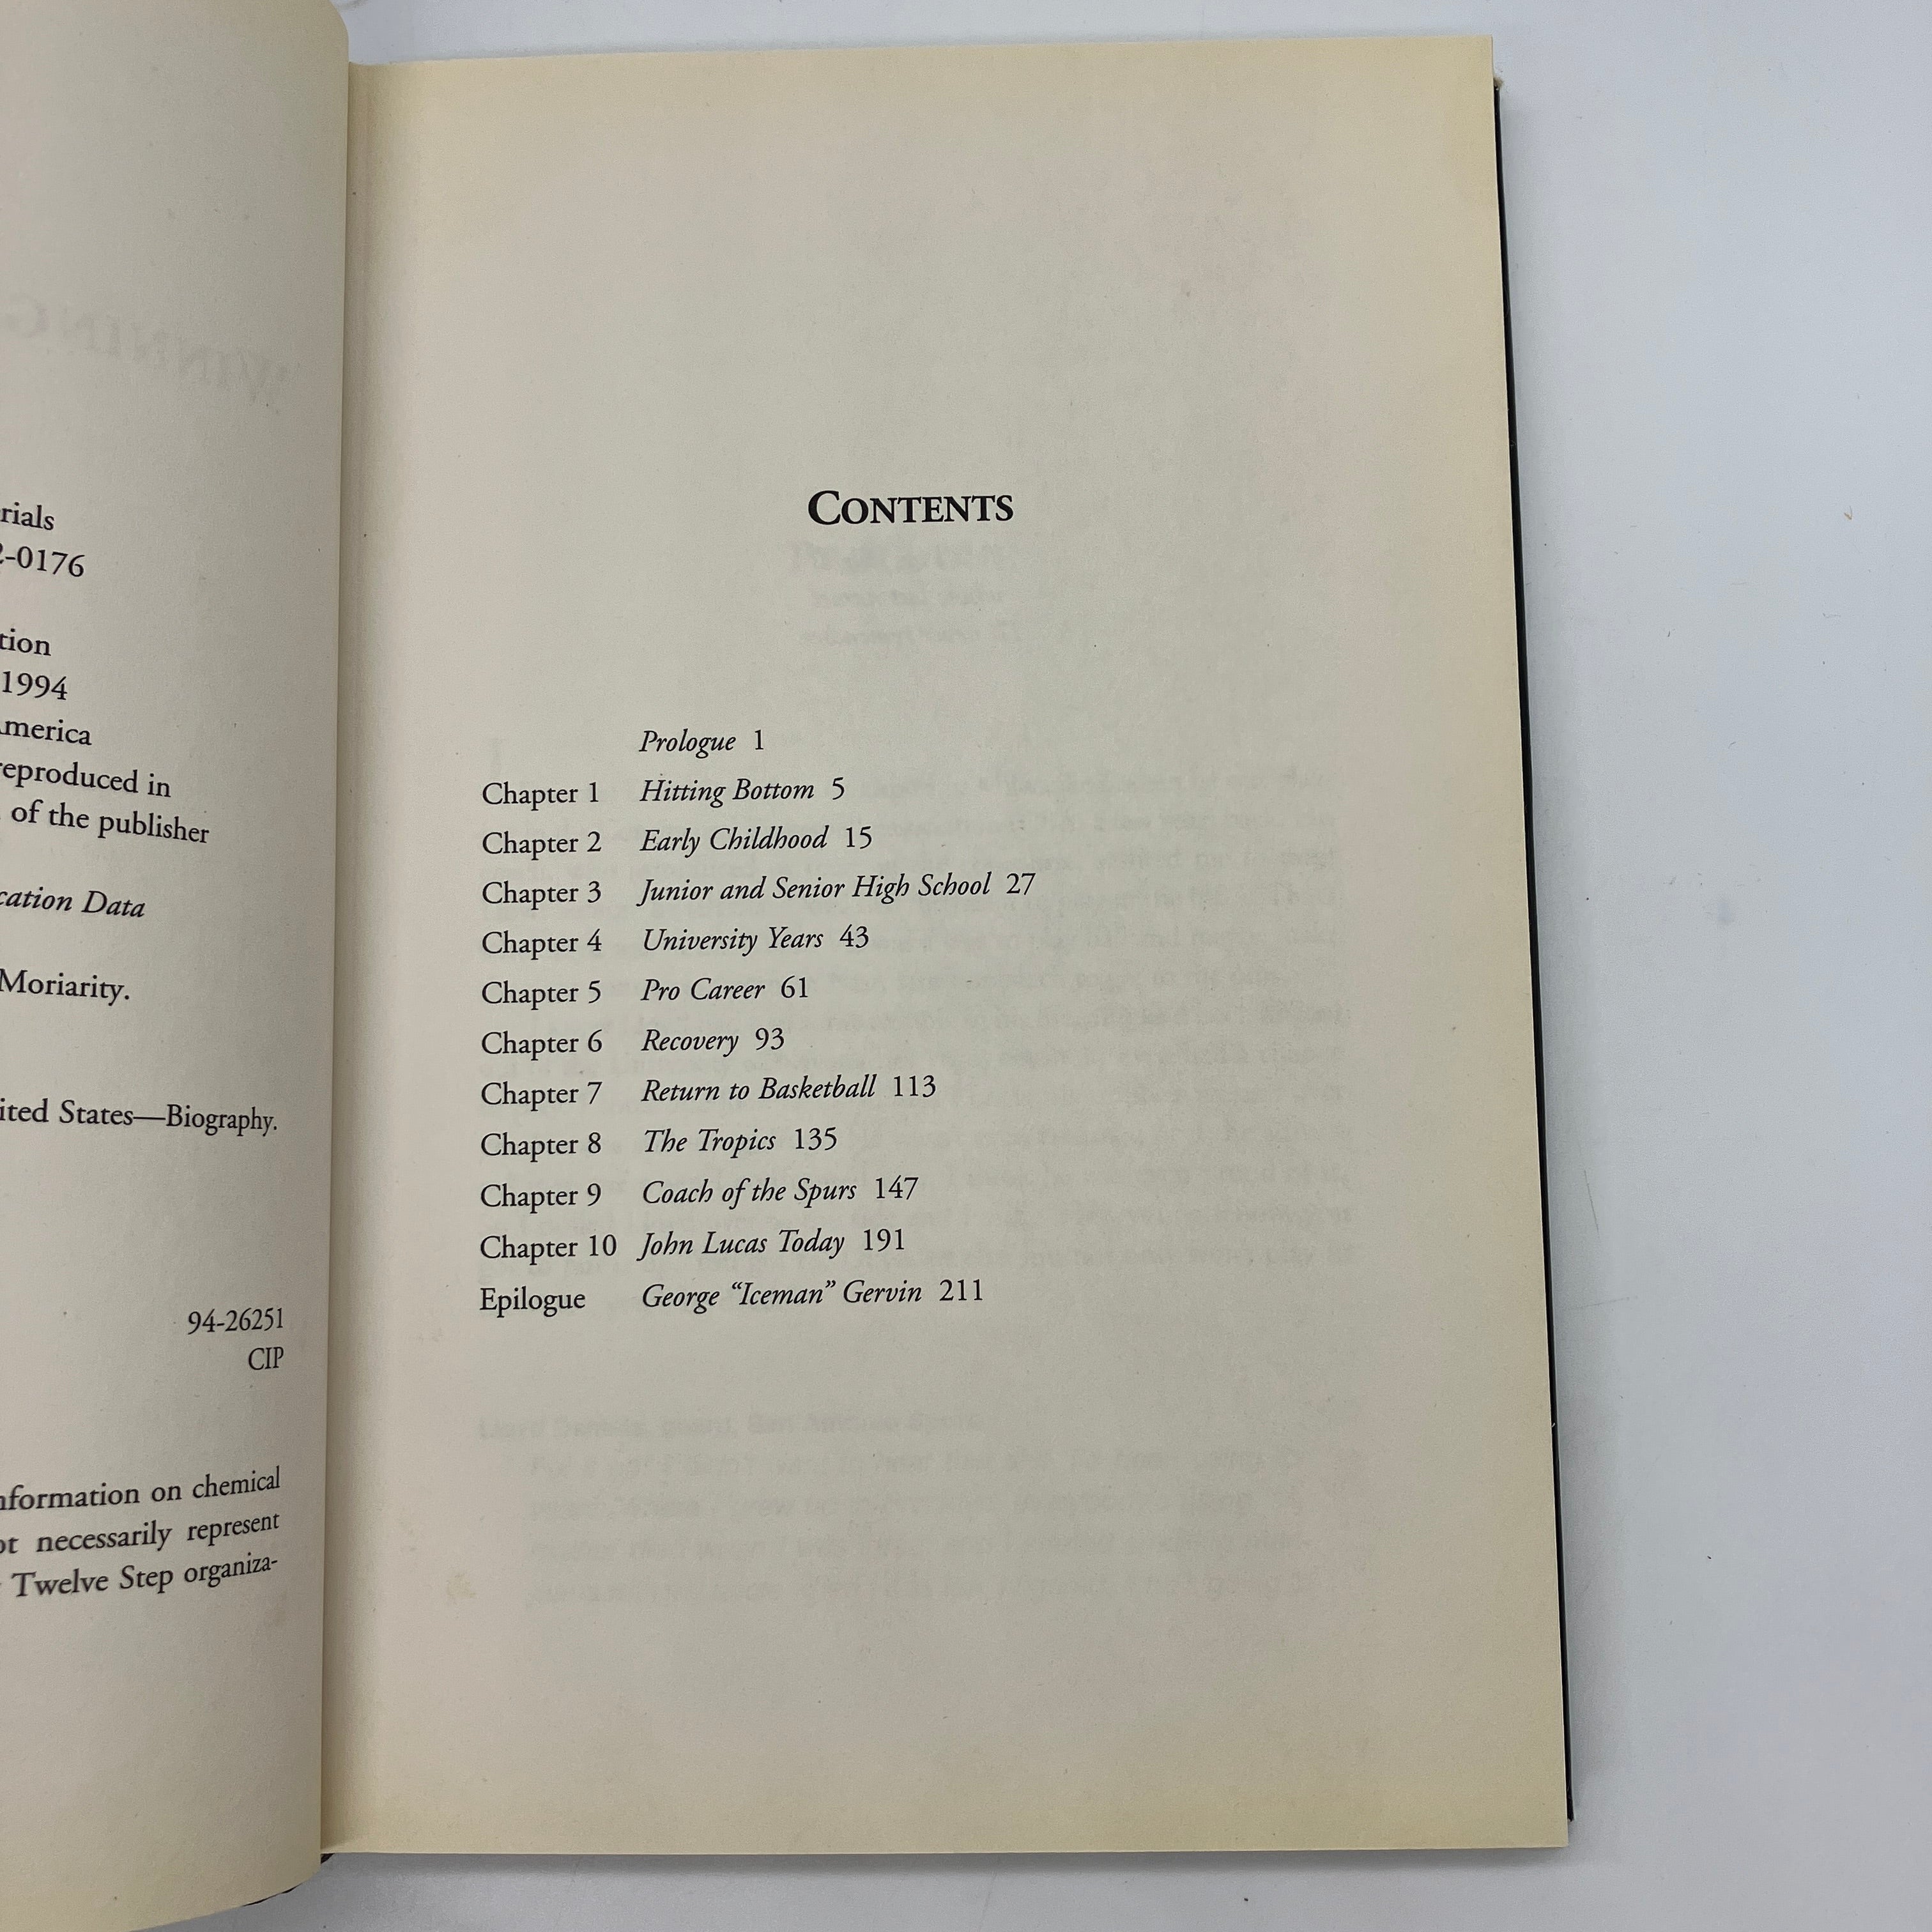 rials
-0176
tion
1994
merica
reproduced in
of the publisher
cation Data
Moriarity.
ited States—Biography.
94-26251
CIP
nformation on chemical
ot necessarily represent
Twelve Step organiza-
CONTENTS
Prologue 1
Chapter 1 Hitting Bottom 5
Chapter 2 Early Childhood 15
Chapter 3 Junior and Senior High School 27
Chapter 4 University Years 43
Chapter 5 Pro Career 61
Chapter 6 Recovery 93
Chapter 7 Return to Basketball 113
Chapter 8 The Tropics 135
Chapter 9 Coach of the Spurs 147
Chapter 10 John Lucas Today 191
Epilogue George “Iceman” Gervin 211